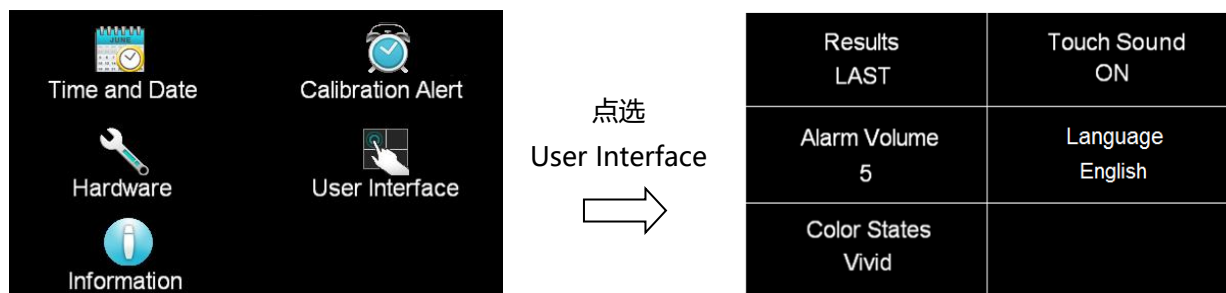 JUNE
Time and Date
Calibration Alert
Hardware
User Interface
Information
点选
User Interface
Results
LAST
Touch Sound
ON
Alarm Volume
5
Language
English
Color States
Vivid